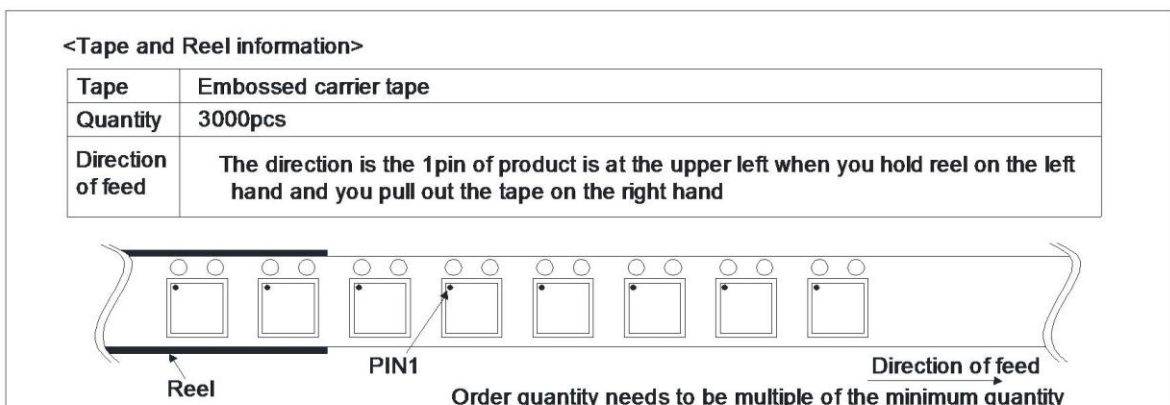 <Tape and Reel information>
Tape Embossed carrier tape
Quantity 3000pcs
Direction of feed The direction is the 1pin of product is at the upper left when you hold reel on the left
hand and you pull out the tape on the right hand
PIN1
Reel
Direction of feed
Order quantity needs to be multiple of the minimum quantity